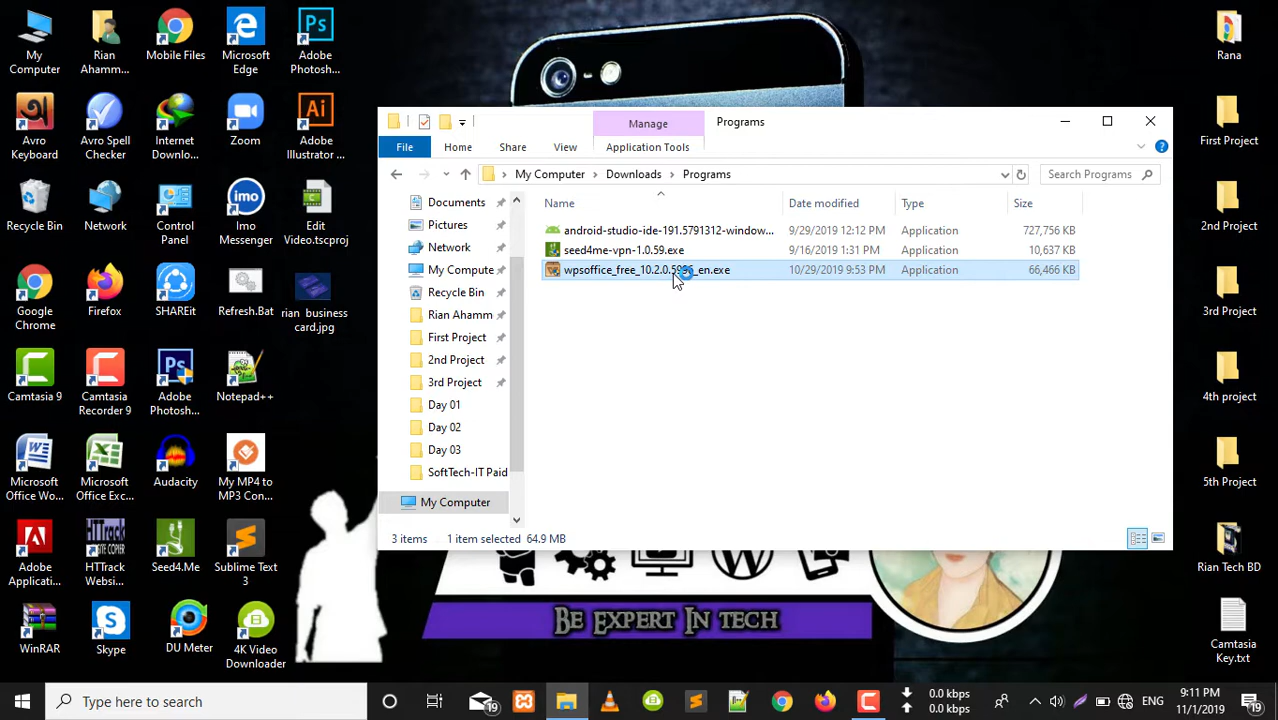 My Computer
Rian Ahamm...
Mobile Files
Microsoft Edge
Adobe Photosh...
Avro Keyboard
Avro Spell Checker
Internet Downlo...
Zoom
Adobe Illustrator ...
Recycle Bin
Network
Control Panel
Imo Messenger
Edit Video.tscproj
Google Chrome
Firefox
SHAREit
Refresh.Bat
rian business card.jpg
Camtasia 9
Camtasia Recorder 9
Adobe Photosh...
Notepad++
Microsoft Office Wo...
Microsoft Office Exc...
Audacity
My MP4 to MP3 Con...
Adobe Applicati...
HTTrack Websi...
Seed4.Me
Sublime Text 3
WinRAR
Skype
DU Meter
4K Video Downloader
Manage
Programs
File
Home
Share
View
Application Tools
My Computer > Downloads > Programs
Search Programs
Documents
Pictures
Network
My Compute
Recycle Bin
Rian Ahamm
First Project
2nd Project
3rd Project
Day 01
Day 02
Day 03
SoftTech-IT Paid
My Computer
Name Date modified Type Size
android-studio-ide-191.5791312-window... 9/29/2019 12:12 PM Application 727,756 KB
seed4me-vpn-1.0.59.exe 9/16/2019 1:31 PM Application 10,637 KB
10/29/2019 9:53 PM Application 66,466 KB
3 items 1 item selected 64.9 MB
Be Expert In tech
Rana
First Project
2nd Project
3rd Project
4th project
5th Project
Rian Tech BD
Camtasia Key.txt
Type here to search
19
0.0 kbps
0.0 kbps
ENG
9:11 PM
11/1/2019
19